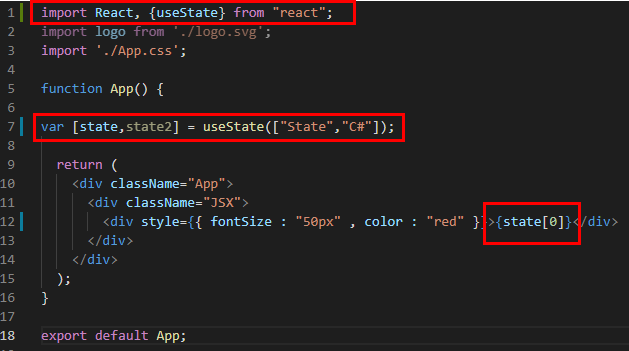 1 import React, {useState} from "react";
2 import logo from './logo.svg';
3 import './App.css';
4
5 function App() {
6
7 var [state,state2] = useState(["State","C#"]);
8
9 return (
10 <div className="App">
11 <div className="JSX">
12 <div style={{ fontSize : "50px" , color : "red" }}>{state[0]}</div>
13 </div>
14 </div>
15 );
16 }
17
18 export default App;